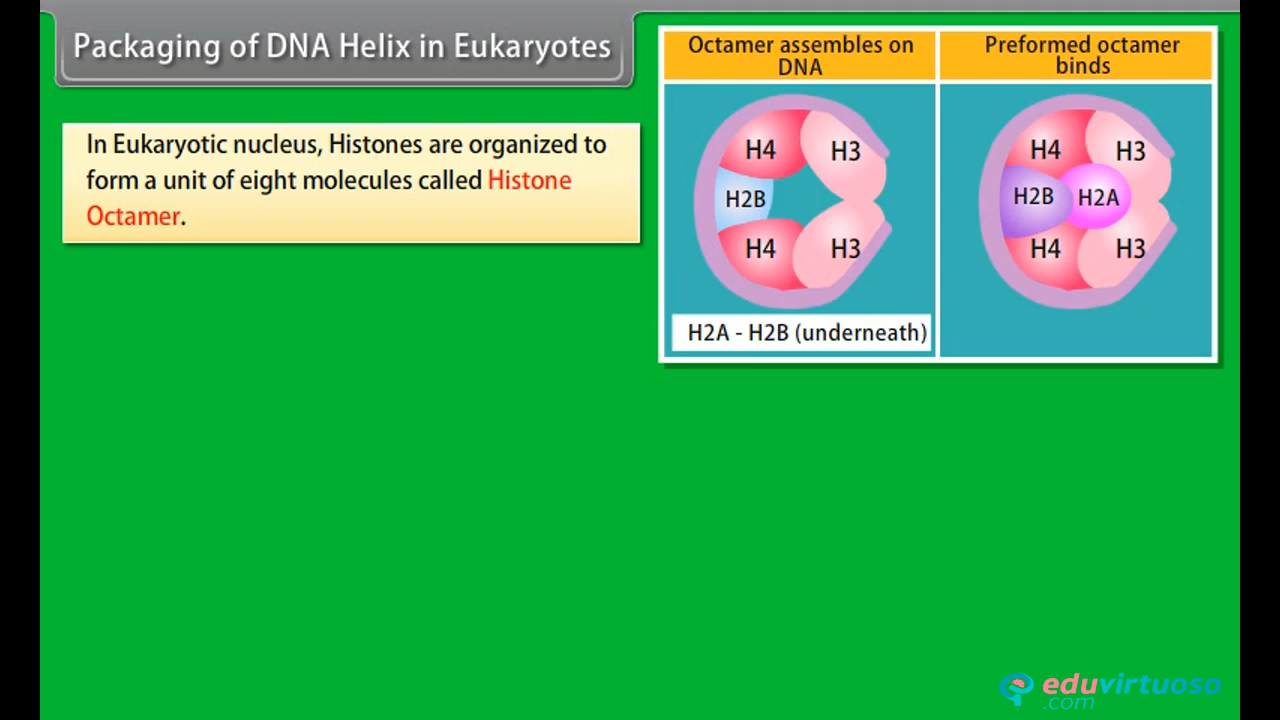 Packaging of DNA Helix in Eukaryotes
In Eukaryotic nucleus, Histones are organized to
form a unit of eight molecules called Histone
Octamer.
Octamer assembles on
DNA
H4
H3
H2B
H4
H3
H2A - H2B (underneath)
Preformed octamer
binds
H4
H3
H2B
H2A
H4
H3
eduvirtuoso
.com